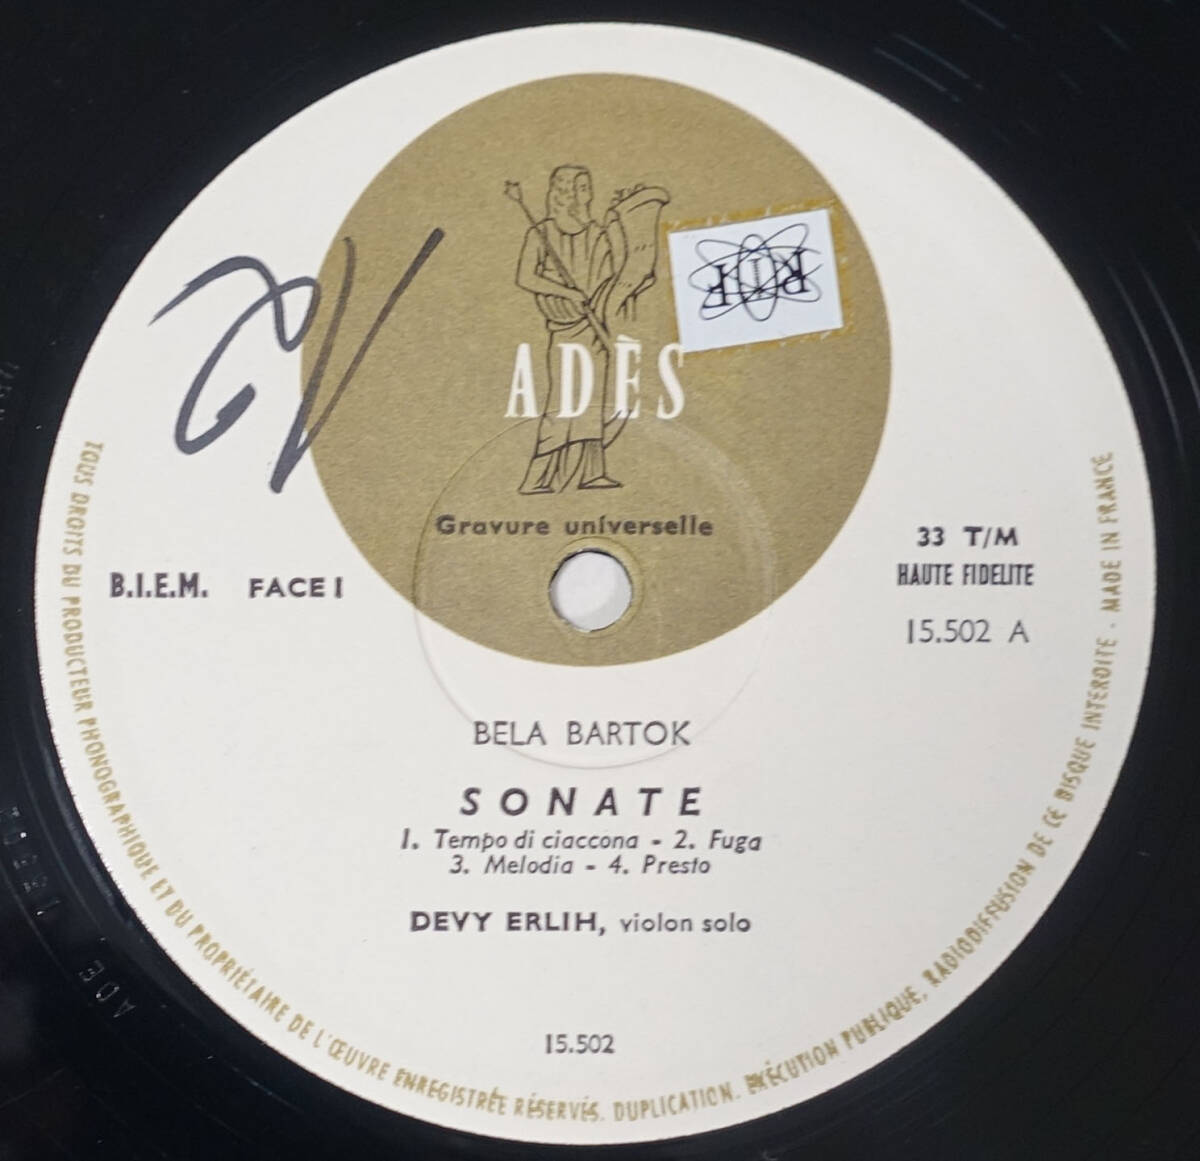 RTF
ADÈS
Gravure universelle
B.I.E.M. FACE I
33 T/M
HAUTE FIDELITE
15.502 A
BELA BARTOK
SONATE
1. Tempo di ciaccona - 2. Fuga
3. Melodia - 4. Presto
DEVY ERLIH, violon solo
15.502
TOUS DROITS DU PRODUCTEUR PHONOGRAPHIQUE ET DU PROPRIÉTAIRE DE L'ŒUVRE ENREGISTRÉE RÉSERVÉS. DUPLICATION. EXÉCUTION PUBLIQUE, RADIODIFFUSION DE CE DISQUE INTERDITE · MADE IN FRANCE